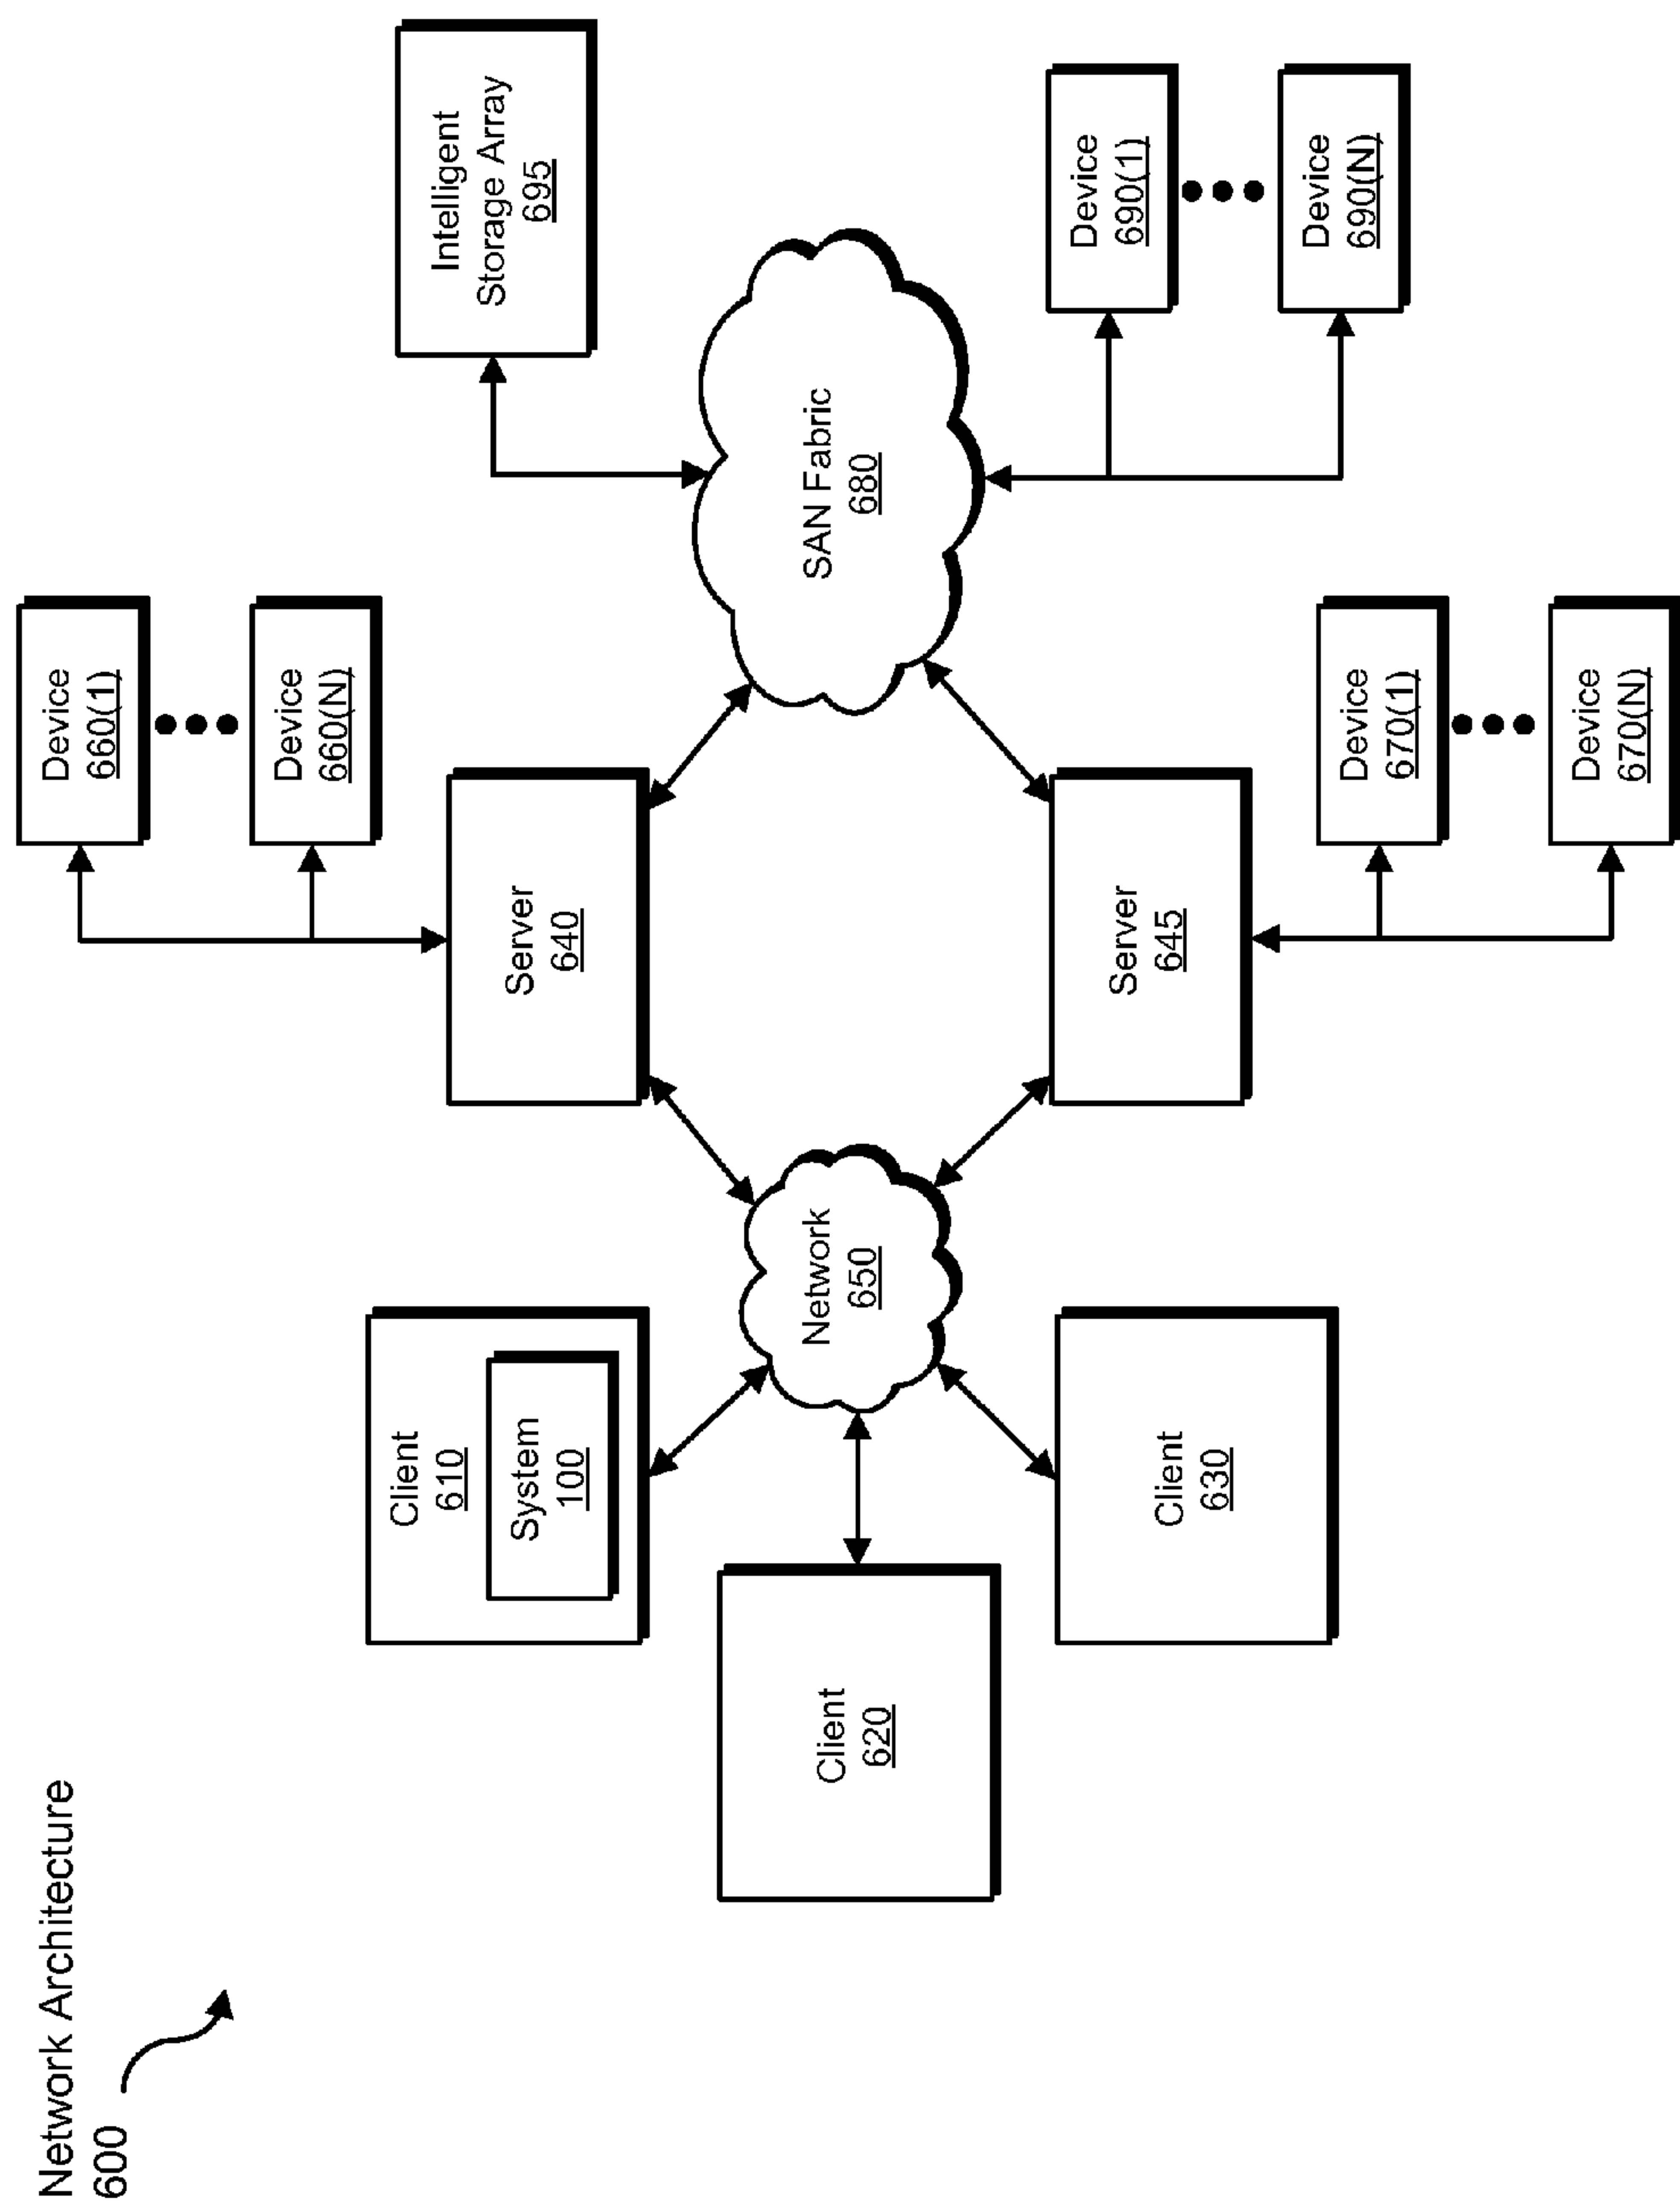 Network Architecture
600
Client
610
System
100
Client
620
Client
630
Network
650
Device
660(1)
Device
660(N)
Server
640
Server
645
Device
670(1)
Device
670(N)
SAN Fabric
680
Intelligent
Storage Array
695
Device
690(1)
Device
690(N)